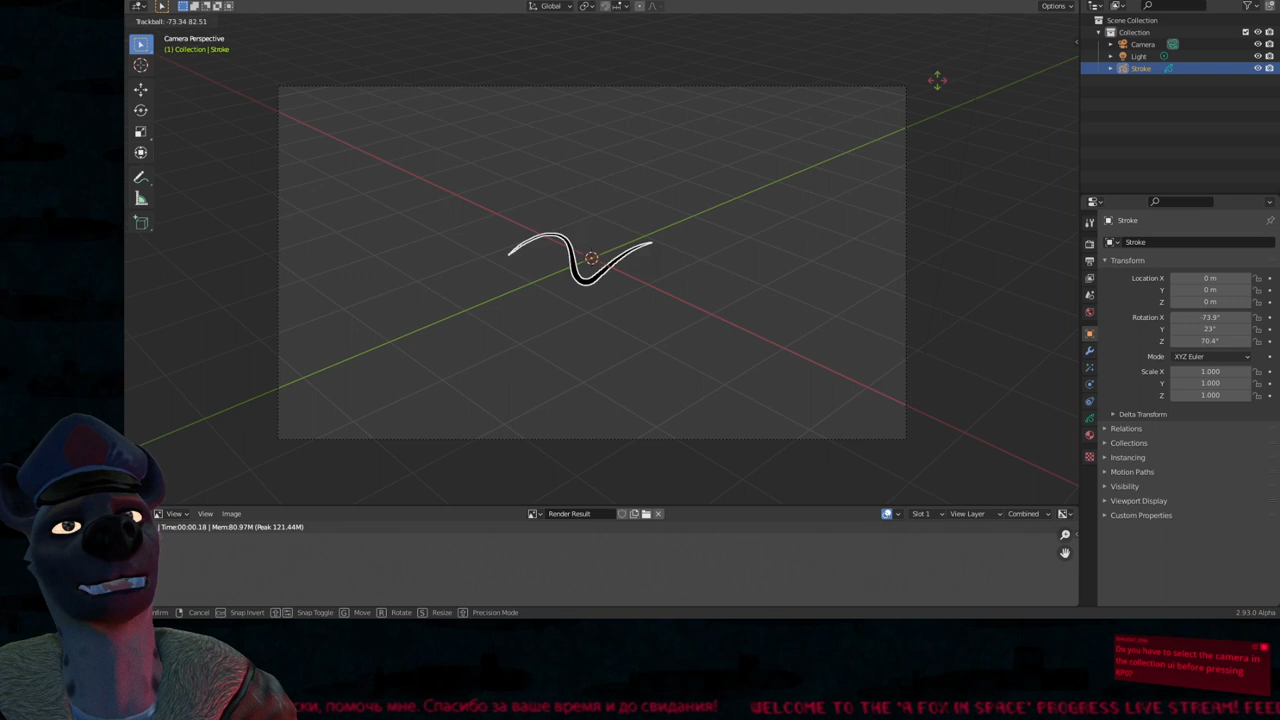 Global
Options
Trackball: -73.34 82.51
Camera Perspective
(1) Collection | Stroke
Scene Collection
Collection
Camera
Light
Stroke
Stroke
Stroke
Transform
Location X 0 m
Y 0 m
Z 0 m
Rotation X -73.9°
Y 23°
Z 70.4°
Mode XYZ Euler
Scale X 1.000
Y 1.000
Z 1.000
Delta Transform
Relations
Collections
Instancing
Motion Paths
Visibility
Viewport Display
Custom Properties
View View Image Render Result Slot 1 View Layer Combined
| Time:00:00.18 | Mem:80.97M (Peak 121.44M)
Cancel Snap Invert Snap Toggle G Move R Rotate S Resize Precision Mode
2.93.0 Alpha
Do you have to select the camera in
the collection ui before pressing
KP0?
помочь мне. Спасибо за ваше время и до свидания! WELCOME TO THE "A FOX IN SPACE" PROGRESS LIVE STREAM!